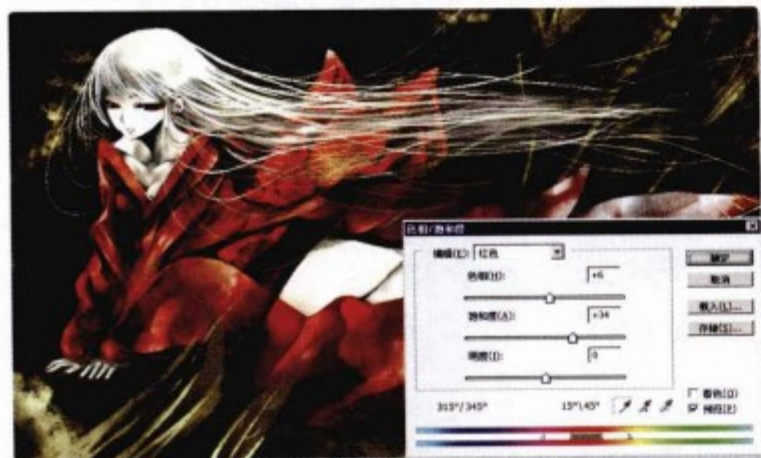 色相/饱和度
编辑(E): 红色
确定
色相(H): +6
取消
载入(L)...
饱和度(A): +34
存储(S)...
明度(I): 0
着色(O)
315°/345° 15°\45°
预览(P)